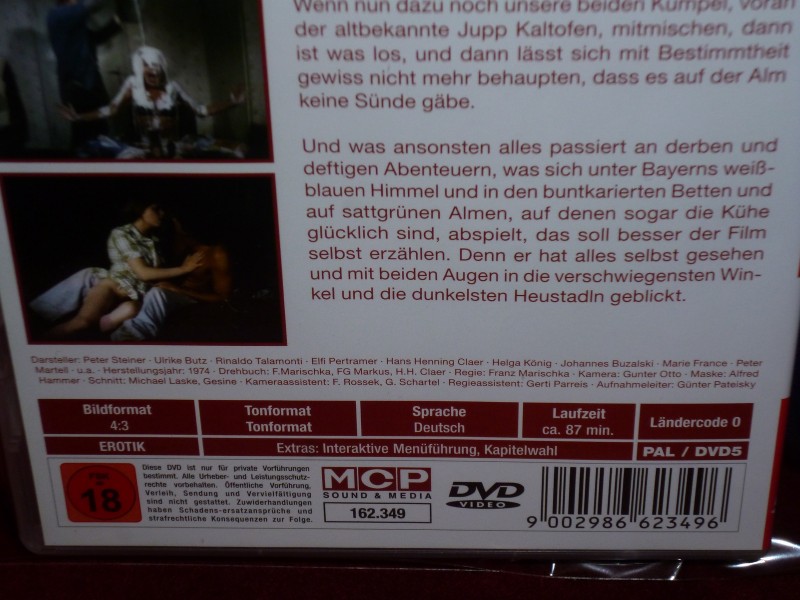 Wenn nun dazu noch unsere beiden Kumpel, voran
der altbekannte Jupp Kaltofen, mitmischen, dann
ist was los, und dann lässt sich mit Bestimmtheit
gewiss nicht mehr behaupten, dass es auf der Alm
keine Sünde gäbe.
Und was ansonsten alles passiert an derben und
deftigen Abenteuern, was sich unter Bayerns weiß-
blauen Himmel und in den buntkarierten Betten und
auf sattgrünen Almen, auf denen sogar die Kühe
glücklich sind, abspielt, das soll besser der Film
selbst erzählen. Denn er hat alles selbst gesehen
und mit beiden Augen in die verschwiegensten Win-
kel und die dunkelsten Heustadln geblickt.
Darsteller: Peter Steiner · Ulrike Butz · Rinaldo Talamonti · Elfi Pertramer · Hans Henning Claer · Helga König · Johannes Buzalski · Marie France · Peter
Martell · u.a. · Herstellungsjahr: 1974 · Drehbuch: F.Marischka, FG Markus, H.H. Claer · Regie: Franz Marischka · Kamera: Gunter Otto · Maske: Alfred
Hammer · Schnitt: Michael Laske, Gesine · Kameraassistent: F. Rossek, G. Schartel · Regieassistent: Gerti Parreis · Aufnahmeleiter: Günter Pateisky
Bildformat
4:3
Tonformat
Tonformat
Sprache
Deutsch
Laufzeit
ca. 87 min.
Ländercode 0
EROTIK
Extras: Interaktive Menüführung, Kapitelwahl
PAL / DVD5
18
Diese DVD ist nur für private Vorführungen
bestimmt. Alle Urheber- und Leistungsschutz-
rechte vorbehalten. Öffentliche Vorführung,
Verleih, Sendung und Vervielfältigung
sind nicht gestattet. Zuwiderhandlungen
haben Schadens-ersatzansprüche und
strafrechtliche Konsequenzen zur Folge.
MCP
SOUND & MEDIA
162.349
DVD
VIDEO
9 002986 623496